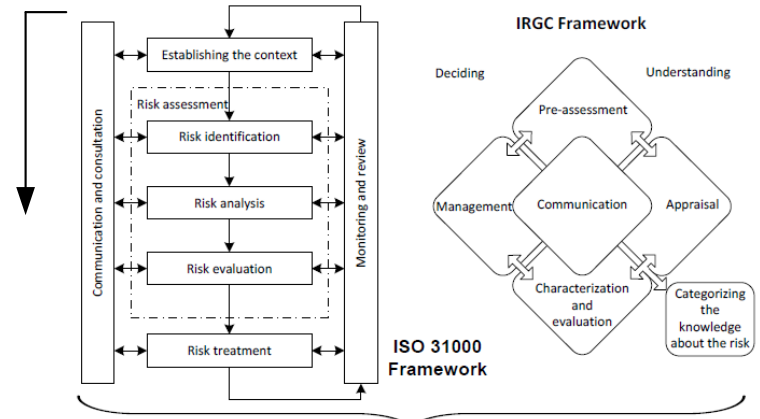 Establishing the context
Risk assessment
Risk identification
Risk analysis
Risk evaluation
Risk treatment
Communication and consultation
Monitoring and review
ISO 31000
Framework
IRGC Framework
Deciding
Understanding
Pre-assessment
Management
Communication
Appraisal
Characterization
and
evaluation
Categorizing
the
knowledge
about the risk